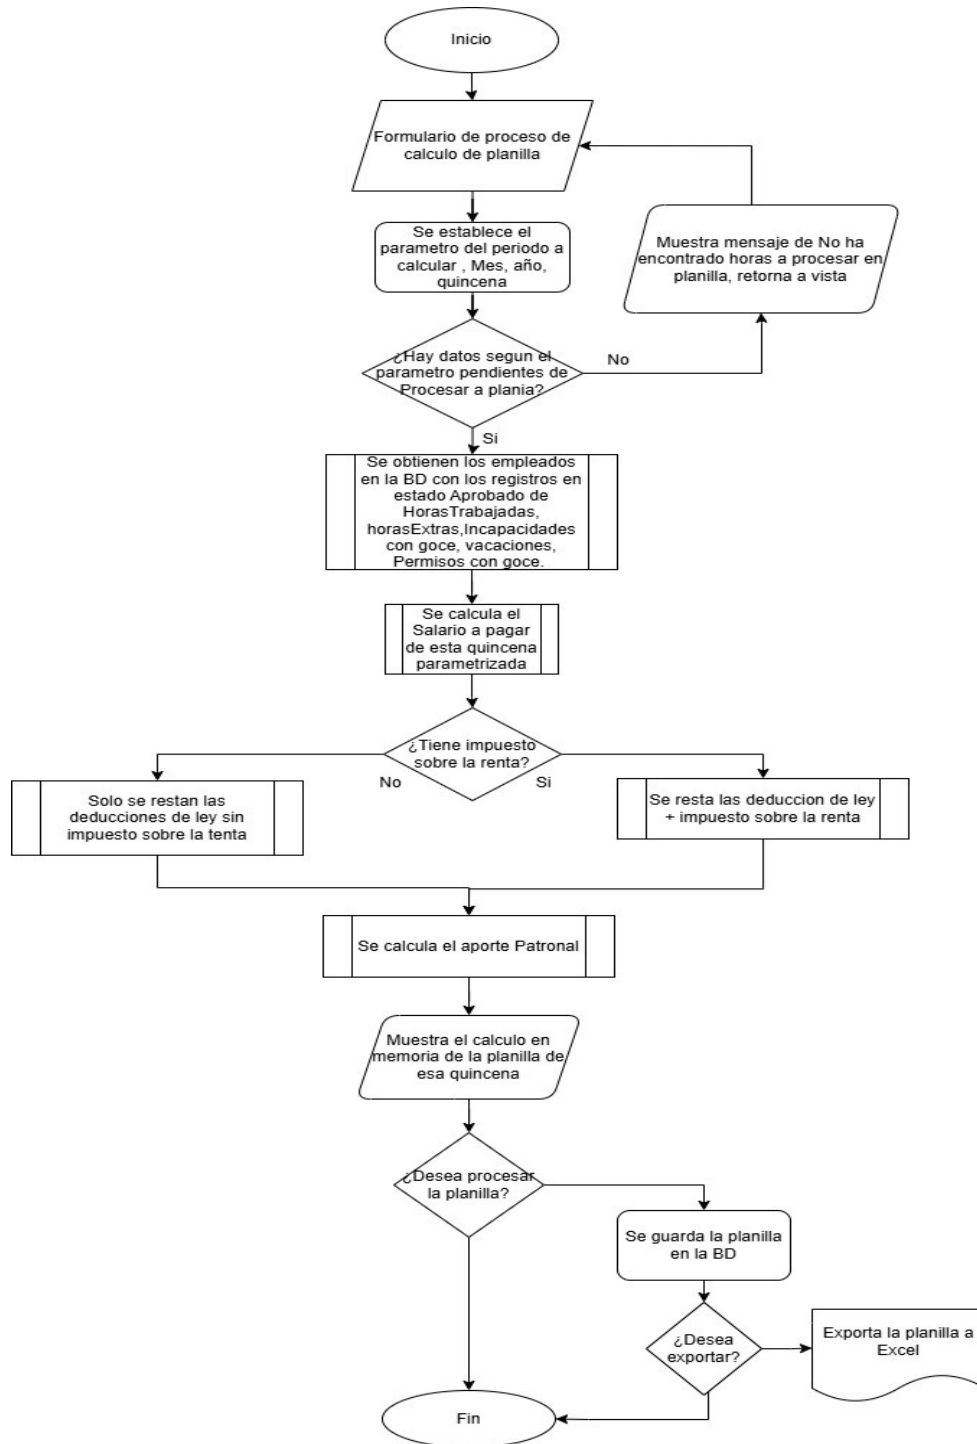 Inicio
Formulario de proceso de
calculo de planilla
Se establece el
parametro del periodo a
calcular , Mes, año,
quincena
Muestra mensaje de No ha
encontrado horas a procesar en
planilla, retorna a vista
¿Hay datos segun el
parametro pendientes de
Procesar a plania?
No
Si
Se obtienen los empleados
en la BD con los registros en
estado Aprobado de
HorasTrabajadas,
horasExtras,Incapacidades
con goce, vacaciones,
Permisos con goce.
Se calcula el
Salario a pagar
de esta quincena
parametrizada
¿Tiene impuesto
sobre la renta?
No
Si
Solo se restan las
deducciones de ley sin
impuesto sobre la tenta
Se resta las deduccion de ley
+ impuesto sobre la renta
Se calcula el aporte Patronal
Muestra el calculo en
memoria de la planilla de
esa quincena
¿Desea procesar
la planilla?
Se guarda la planilla
en la BD
¿Desea
exportar?
Exporta la planilla a
Excel
Fin